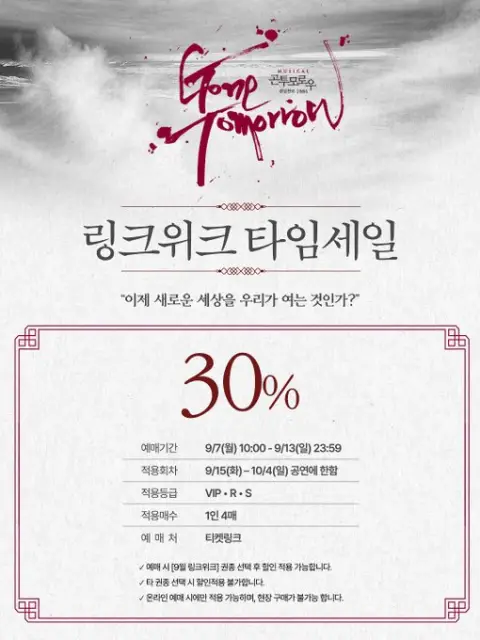 Gone
Tomorrow
MUSICAL
곤투모로우
링크위크 타임세일
"이제 새로운 세상을 우리가 여는 것인가?"
30%
예매기간 9/7(월) 10:00 - 9/13(일) 23:59
적용회차 9/15(화) – 10/4(일) 공연에 한함
적용등급 VIP • R • S
적용매수 1인 4매
예 매 처 티켓링크
✓ 예매 시 [9월 링크위크] 권종 선택 후 할인 적용 가능합니다.
✓ 타 권종 선택 시 할인적용 불가합니다.
✓ 온라인 예매 시에만 적용 가능하며, 현장 구매가 불가능 합니다.